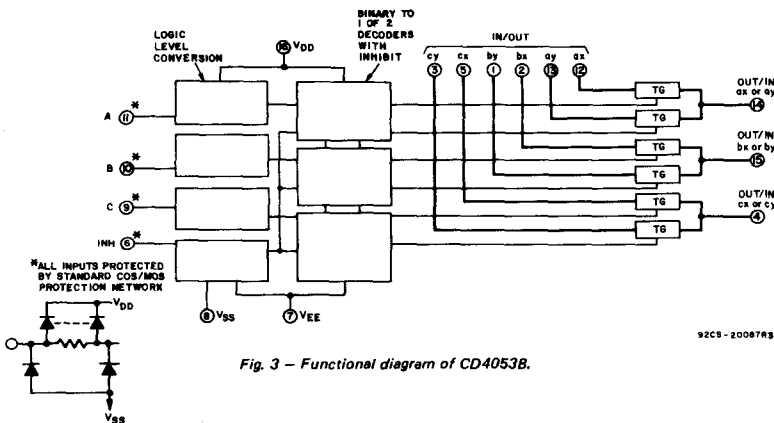 LOGIC
LEVEL
CONVERSION
BINARY TO
1 OF 2
DECODERS
WITH
INHIBIT
16 VDD
IN/OUT
cy cx by bx ay ax
3 5 1 2 13 12
A 11 *
B 10 *
C 9 *
INH 6 *
TG
TG
TG
TG
TG
TG
OUT/IN
ax or ay
14
OUT/IN
bx or by
15
OUT/IN
cx or cy
4
8 VSS
7 VEE
*ALL INPUTS PROTECTED
BY STANDARD COS/MOS
PROTECTION NETWORK
VDD
VSS
92CS-20087R3
Fig. 3 – Functional diagram of CD4053B.